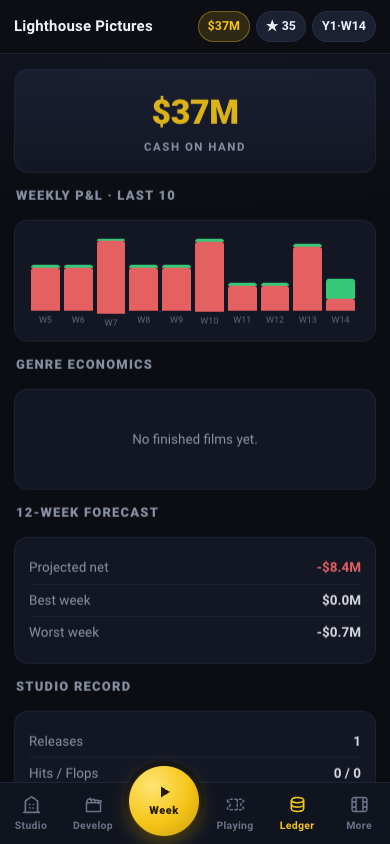 Lighthouse Pictures $37M ★ 35 Y1·W14
$37M
CASH ON HAND
WEEKLY P&L · LAST 10
W5 W6 W7 W8 W9 W10 W11 W12 W13 W14
GENRE ECONOMICS
No finished films yet.
12-WEEK FORECAST
Projected net -$8.4M
Best week $0.0M
Worst week -$0.7M
STUDIO RECORD
Releases 1
Hits / Flops 0 / 0
Studio Develop Week Playing Ledger More